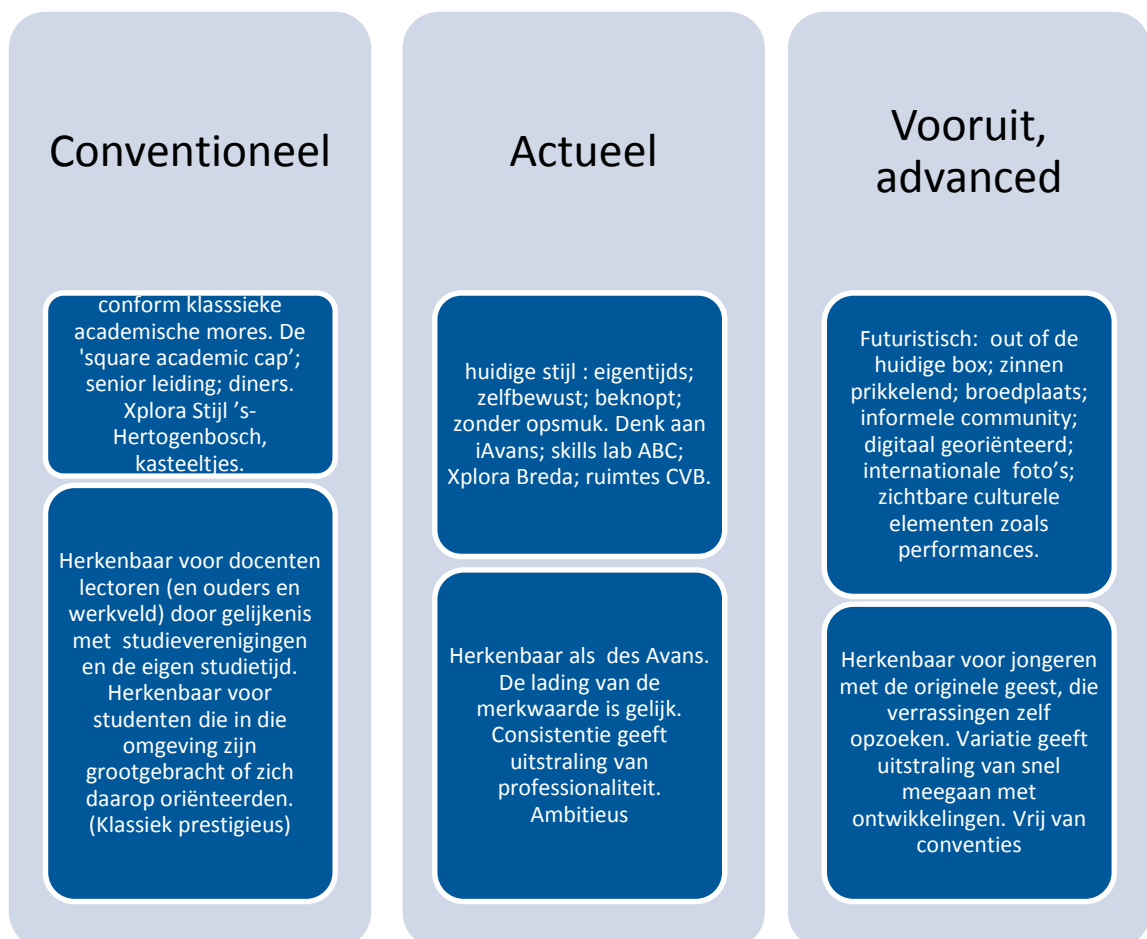 Conventioneel
conform klasssieke
academische mores. De
'square academic cap’;
senior leiding; diners.
Xplora Stijl ’s-
Hertogenbosch,
kasteeltjes.
Herkenbaar voor docenten
lectoren (en ouders en
werkveld) door gelijkenis
met studieverenigingen
en de eigen studietijd.
Herkenbaar voor
studenten die in die
omgeving zijn
grootgebracht of zich
daarop oriënteerden.
(Klassiek prestigieus)
Actueel
huidige stijl : eigentijds;
zelfbewust; beknopt;
zonder opsmuk. Denk aan
iAvans; skills lab ABC;
Xplora Breda; ruimtes CVB.
Herkenbaar als des Avans.
De lading van de
merkwaarde is gelijk.
Consistentie geeft
uitstraling van
professionaliteit.
Ambitieus
Vooruit,
advanced
Futuristisch: out of de
huidige box; zinnen
prikkelend; broedplaats;
informele community;
digitaal georiënteerd;
internationale foto’s;
zichtbare culturele
elementen zoals
performances.
Herkenbaar voor jongeren
met de originele geest, die
verrassingen zelf
opzoeken. Variatie geeft
uitstraling van snel
meegaan met
ontwikkelingen. Vrij van
conventies